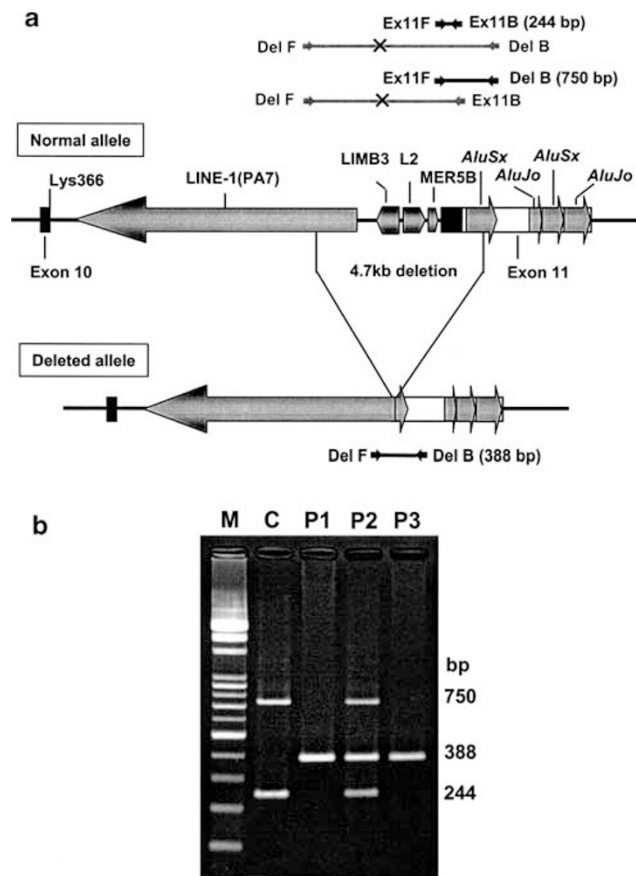 a
Ex11F Ex11B (244 bp)
Del F Del B
Ex11F Del B (750 bp)
Del F Ex11B
Normal allele
Lys366
LINE-1(PA7)
LIMB3 L2 MER5B AluSx AluJo AluSx AluJo
Exon 10
4.7kb deletion
Exon 11
Deleted allele
Del F Del B (388 bp)
b
M C P1 P2 P3
bp
750
388
244